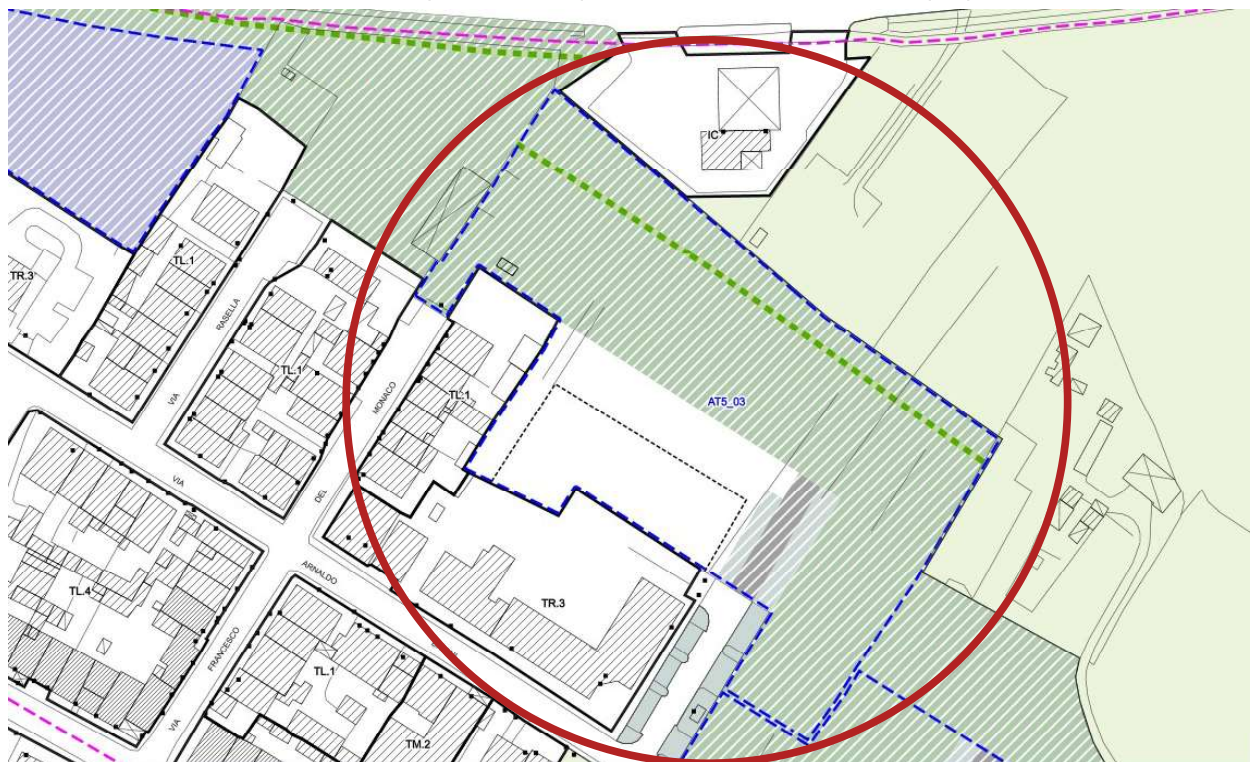 IC
TR.3
TL.1
RASELLA
VIA
TL.1
MONACO
DEL
TL.1
AT5_03
VIA
ARNALDO
TL.4
FRANCESCO
VIA
TR.3
TL.1
TM.2